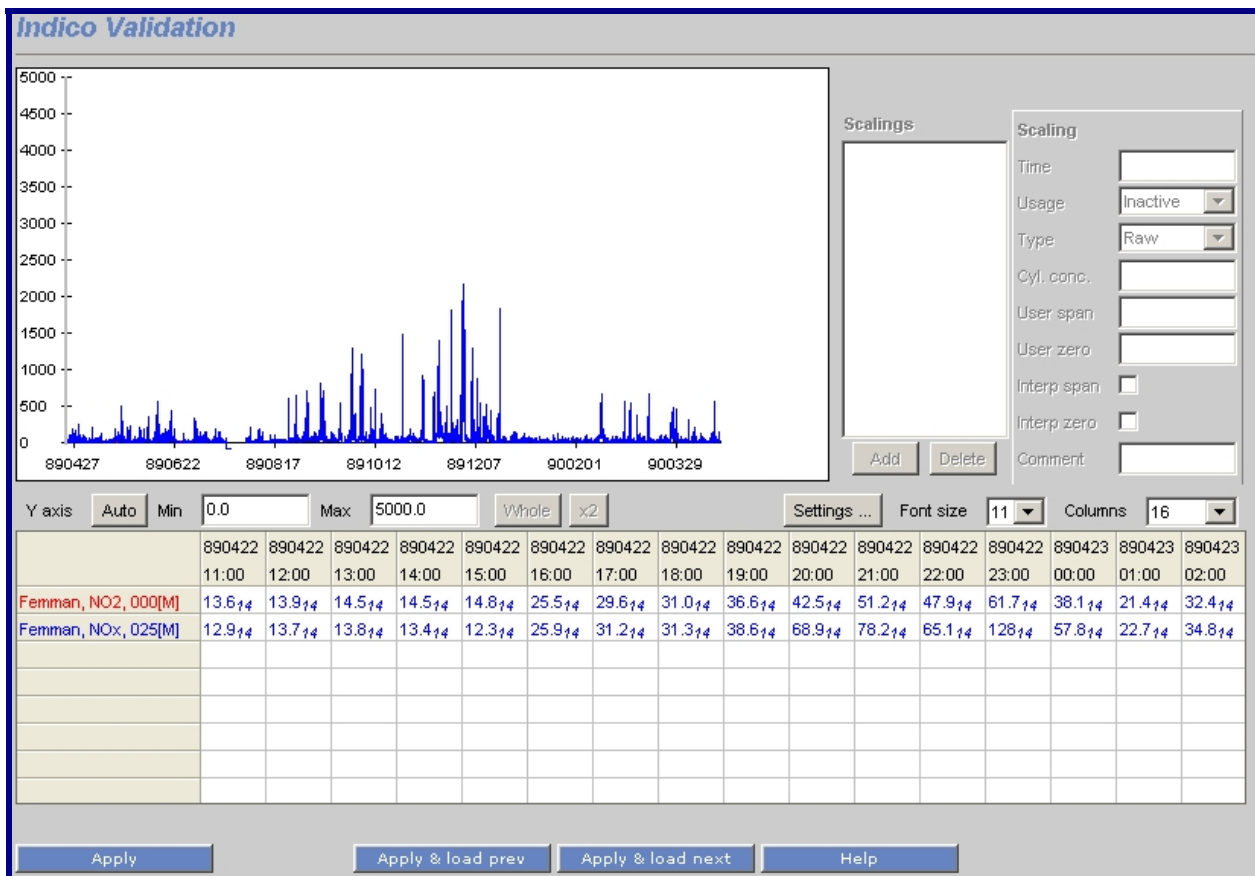 Indico Validation
5000
4500
4000
3500
3000
2500
2000
1500
1000
500
0
890427 890622 890817 891012 891207 900201 900329
Scalings
Add Delete
Scaling
Time
Usage Inactive
Type Raw
Cyl. conc.
User span
User zero
Interp span
Interp zero
Comment
Y axis Auto Min 0.0 Max 5000.0 Whole x2 Settings ... Font size 11 Columns 16
890422 890422 890422 890422 890422 890422 890422 890422 890422 890422 890422 890422 890422 890423 890423 890423
11:00 12:00 13:00 14:00 15:00 16:00 17:00 18:00 19:00 20:00 21:00 22:00 23:00 00:00 01:00 02:00
Femman, NO2, 000[M] 13.614 13.914 14.514 14.514 14.814 25.514 29.614 31.014 36.614 42.514 51.214 47.914 61.714 38.114 21.414 32.414
Femman, NOx, 025[M] 12.914 13.714 13.814 13.414 12.314 25.914 31.214 31.314 38.614 68.914 78.214 65.114 12814 57.814 22.714 34.814
Apply Apply & load prev Apply & load next Help